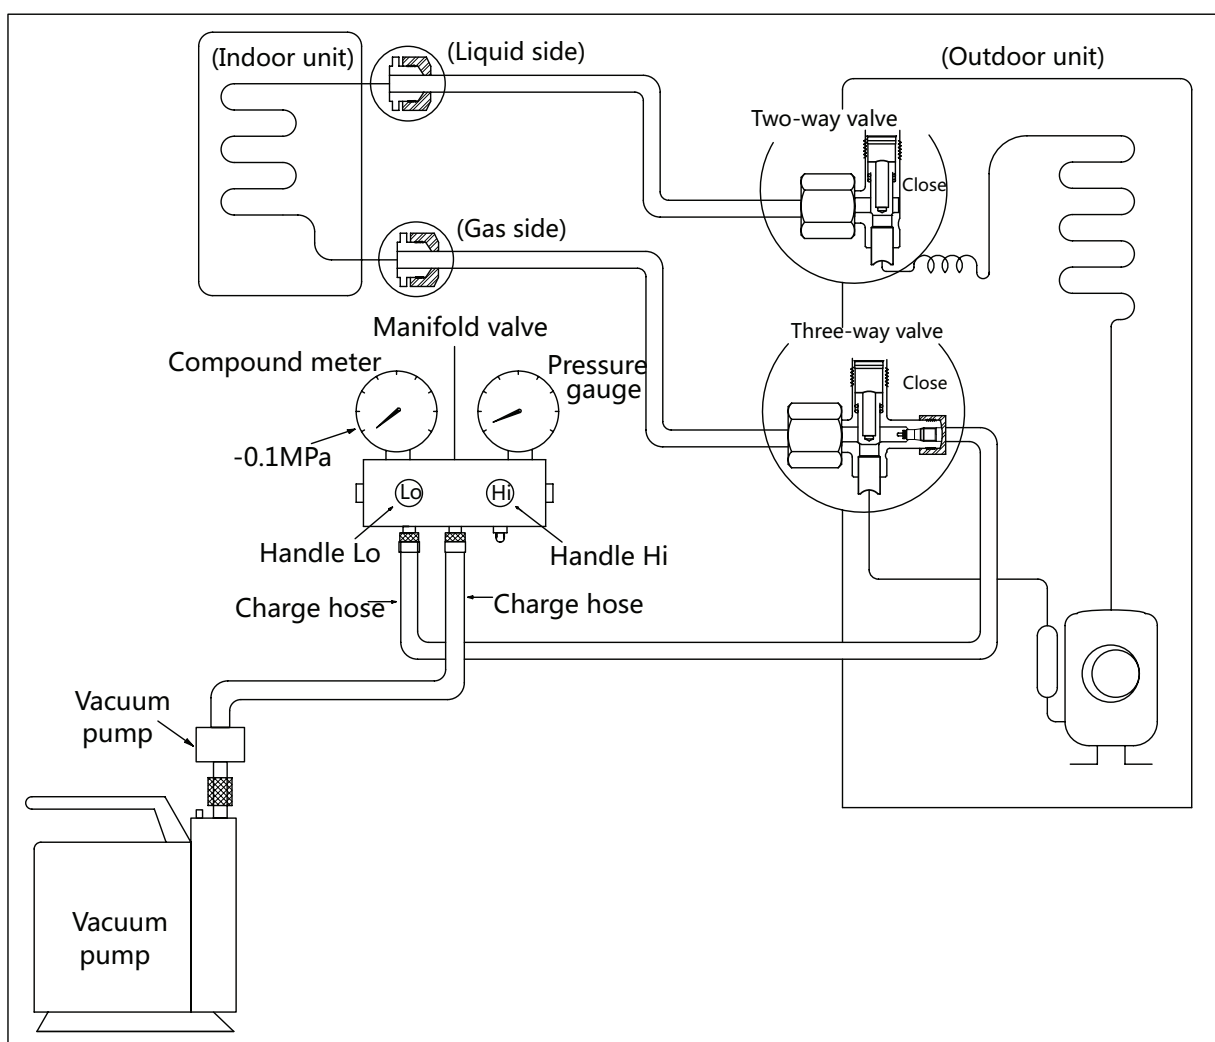 (Indoor unit)
(Liquid side)
(Outdoor unit)
Two-way valve
Close
(Gas side)
Manifold valve
Three-way valve
Compound meter
Pressure
gauge
Close
-0.1MPa
Lo
Hi
Handle Lo
Handle Hi
Charge hose
Charge hose
Vacuum
pump
Vacuum
pump